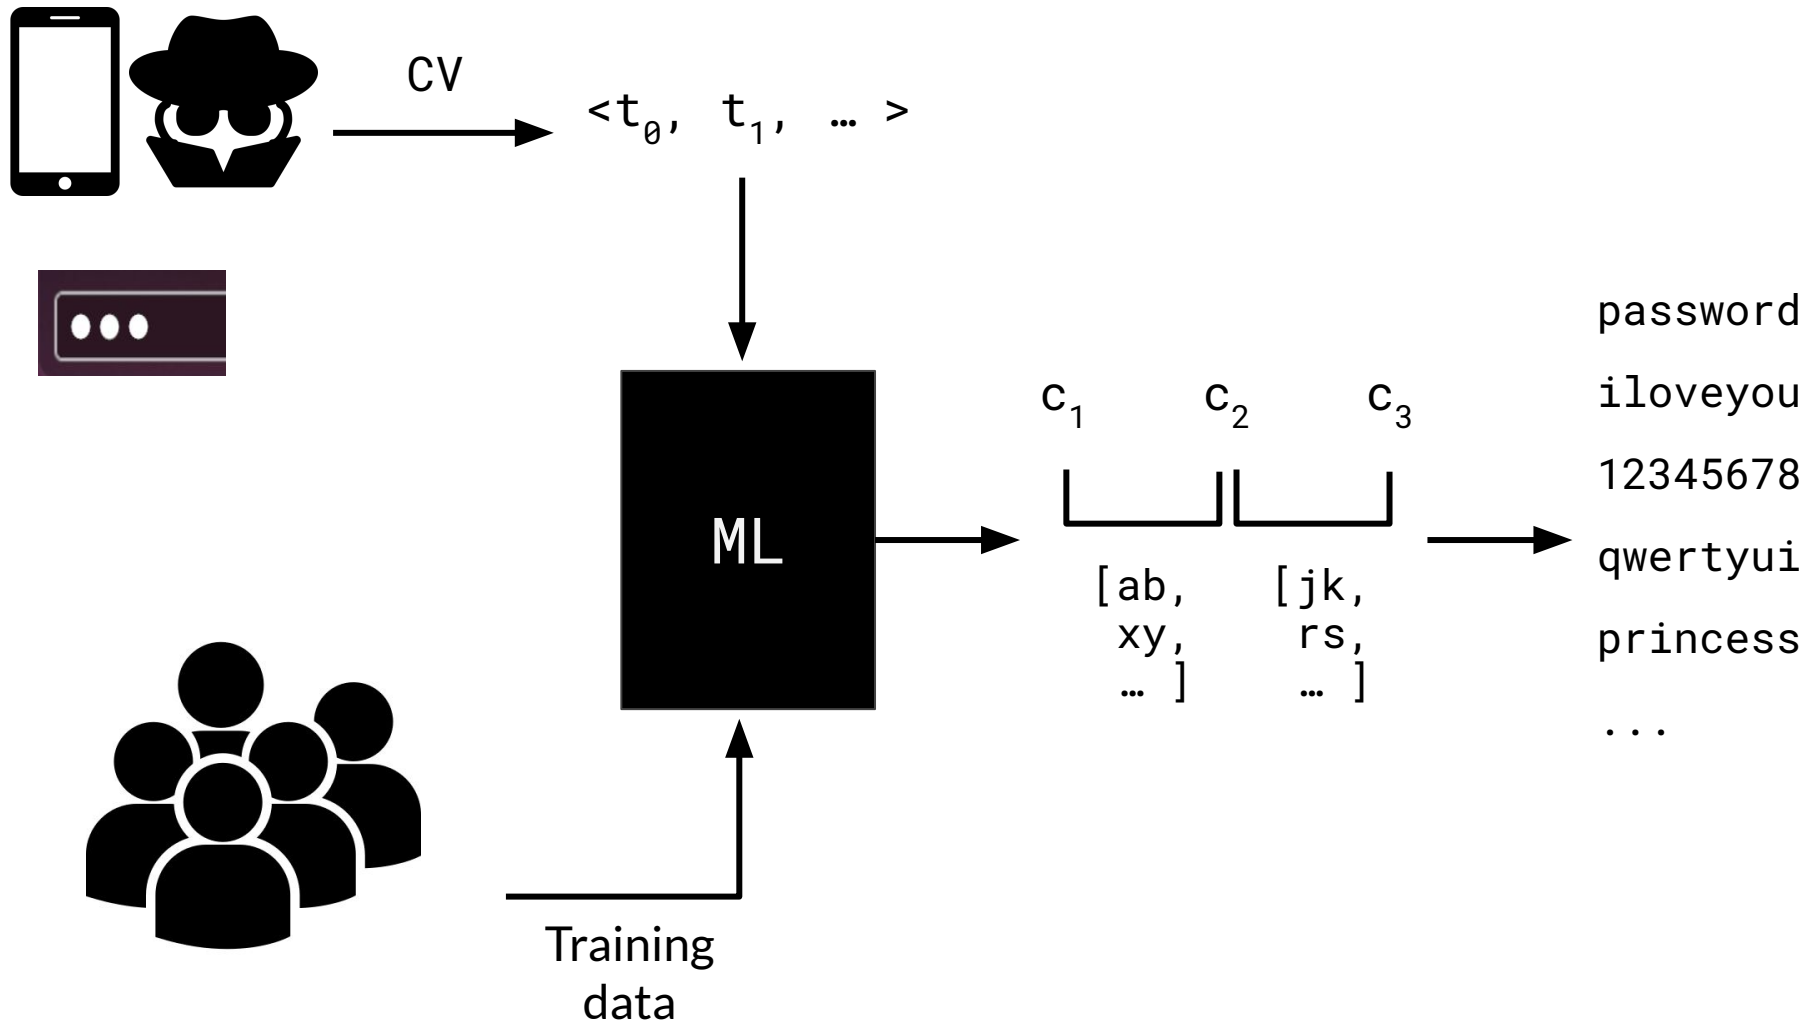 CV
<t0, t1, … >
ML
Training
data
c1 c2 c3
[ab, [jk,
xy, rs,
… ] … ]
password
iloveyou
12345678
qwertyui
princess
...